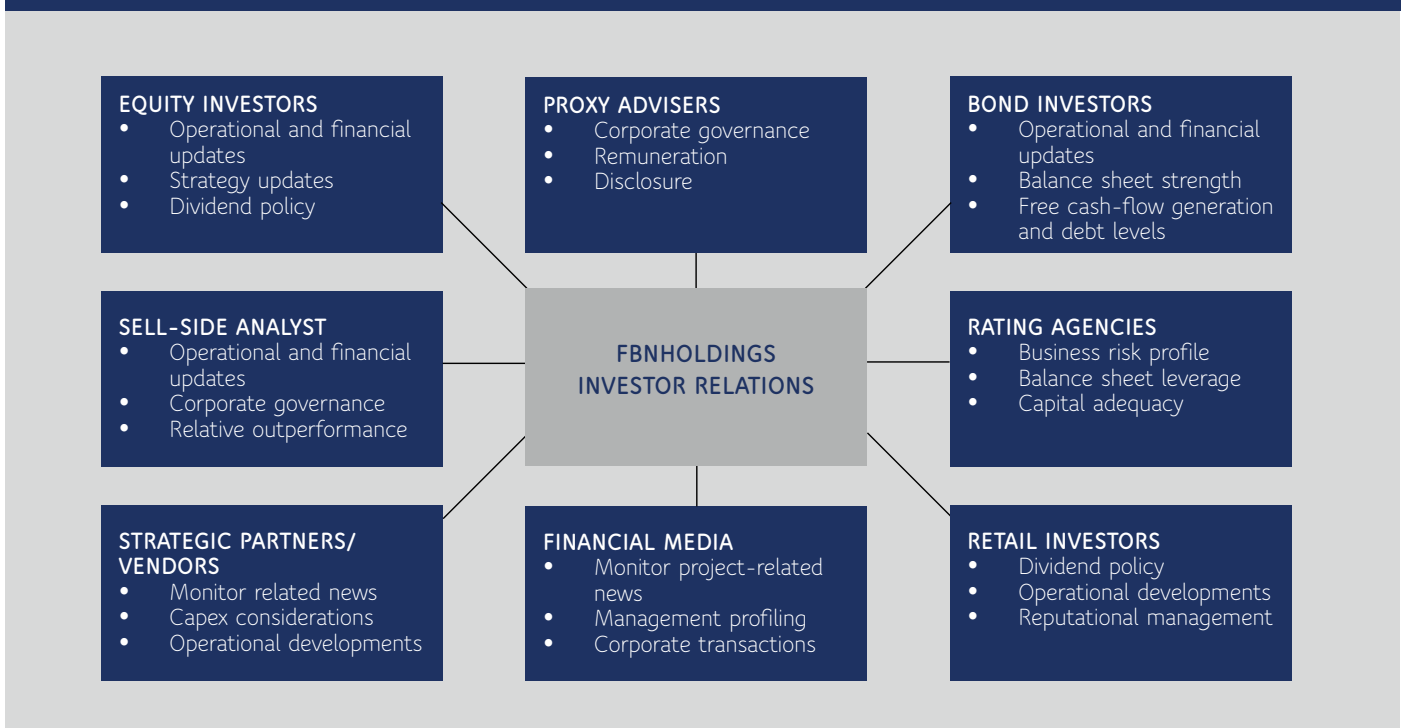 EQUITY INVESTORS
• Operational and financial
updates
• Strategy updates
• Dividend policy
PROXY ADVISERS
• Corporate governance
• Remuneration
• Disclosure
BOND INVESTORS
• Operational and financial
updates
• Balance sheet strength
• Free cash-flow generation
and debt levels
SELL-SIDE ANALYST
• Operational and financial
updates
• Corporate governance
• Relative outperformance
FBNHOLDINGS
INVESTOR RELATIONS
RATING AGENCIES
• Business risk profile
• Balance sheet leverage
• Capital adequacy
STRATEGIC PARTNERS/
VENDORS
• Monitor related news
• Capex considerations
• Operational developments
FINANCIAL MEDIA
• Monitor project-related
news
• Management profiling
• Corporate transactions
RETAIL INVESTORS
• Dividend policy
• Operational developments
• Reputational management